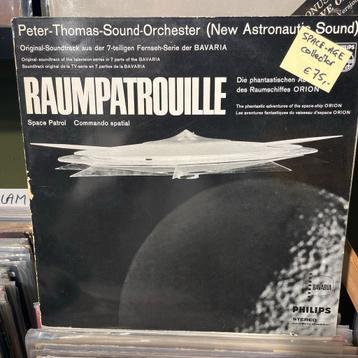 Peter-Thomas-Sound-Orchester (New Astronautic Sound)
Original-Soundtrack aus der 7-teiligen Fernseh-Serie der BAVARIA
Original soundtrack of the television series in 7 parts of the BAVARIA
Soundtrack original de la TV-serie en 7 parties de la BAVARIA
SPACE-AGE
collector
€75,-
RAUMPATROUILLE
Die phantastischen
des Raumschiffes ORION
Space Patrol Commando spatial
The phantastic adventures of the space-ship ORION
Les aventures fantastiques du vaisseau d'espace ORION
LAM
BAVARIA
PHILIPS
STEREO